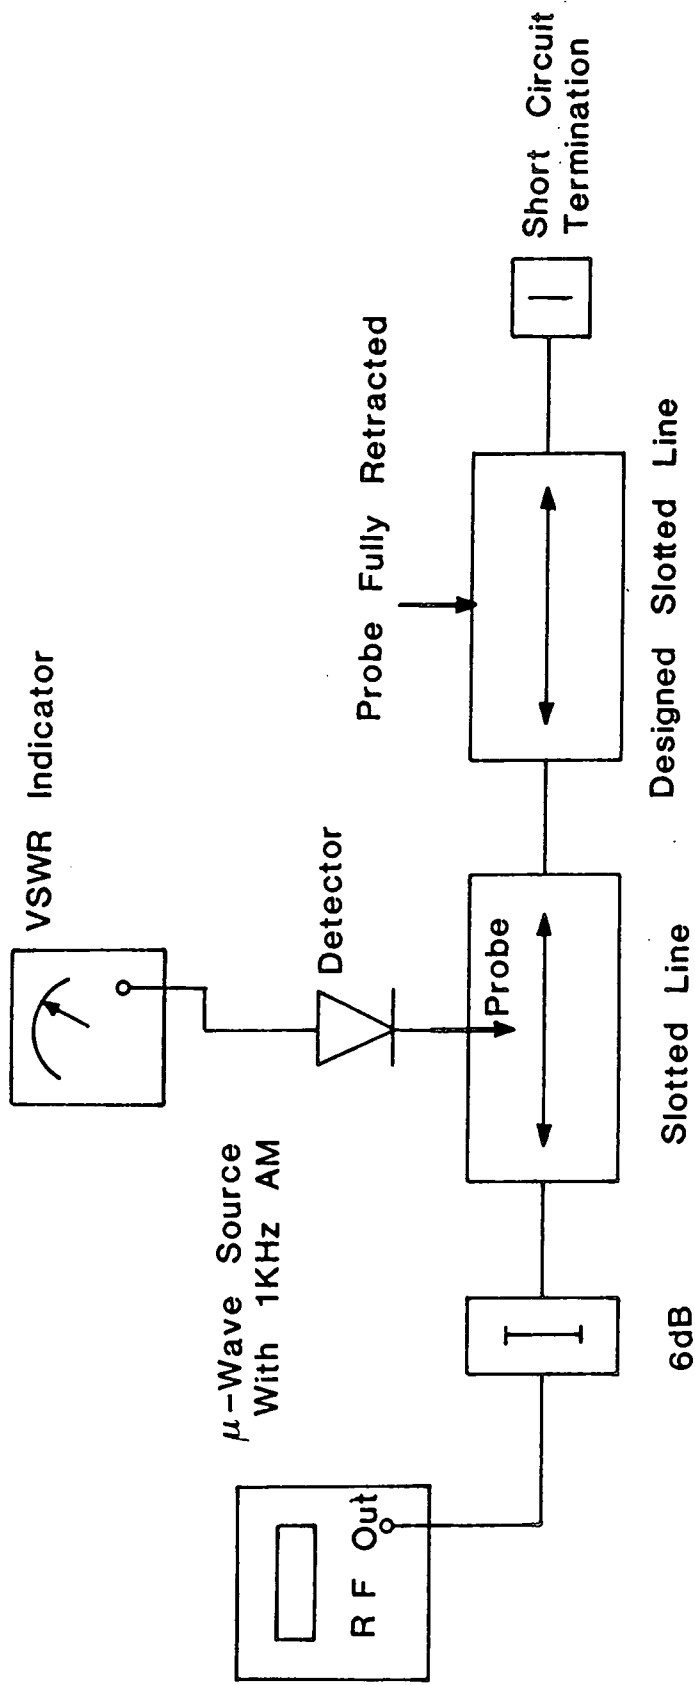 VSWR Indicator
μ-Wave Source
With 1KHz AM
Detector
Probe Fully Retracted
RF Out
Probe
Short Circuit
Termination
6dB
Slotted Line
Designed Slotted Line